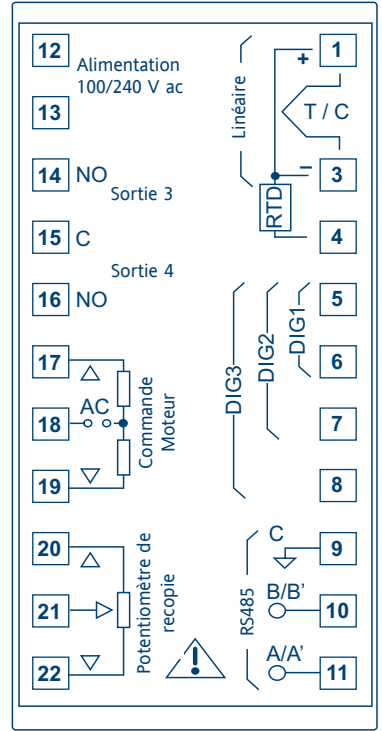 12
Alimentation
100/240 V ac
13
14 NO
Sortie 3
15 C
Sortie 4
16 NO
17
18 AC
19
Commande
Moteur
20
21
22
Potentiomètre de
recopie
Linéaire
+
1
T / C
−
3
RTD
4
DIG3
DIG2
DIG1
5
6
7
8
RS485
C
9
B/B'
10
A/A'
11
!